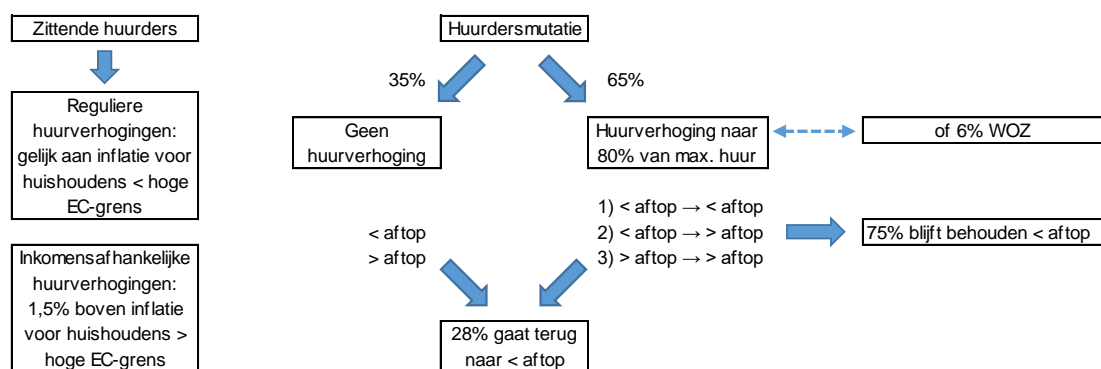 Zittende huurders
Reguliere
huurverhogingen:
gelijk aan inflatie voor
huishoudens < hoge
EC-grens
Inkomensafhankelijke
huurverhogingen:
1,5% boven inflatie
voor huishoudens >
hoge EC-grens
Huurdersmutatie
35%
65%
Geen
huurverhoging
Huurverhoging naar
80% van max. huur
of 6% WOZ
< aftop
> aftop
1) < aftop → < aftop
2) < aftop → > aftop
3) > aftop → > aftop
75% blijft behouden < aftop
28% gaat terug
naar < aftop